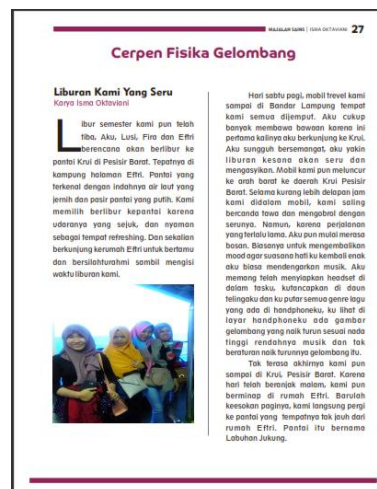 MAJALAH SAINS | ISMA OKTAVIANI 27
Cerpen Fisika Gelombang
Liburan Kami Yang Seru
Karya Isma Oktaviani
Libur semester kami pun telah
tiba, Aku, Lusi, Fira dan Eftri
berencana akan berlibur ke
pantai Krui di Pesisir Barat. Tepatnya di
kampung halaman Eftri. Pantai yang
terkenal dengan indahnya air laut yang
jernih dan pasir pantai yang putih. Kami
memilih berlibur kepantai karena
udaranya yang sejuk, dan nyaman
sebagai tempat refreshing. Dan sekalian
berkunjung kerumah Eftri untuk bertamu
dan bersilahturahmi sambil mengisi
waktu liburan kami.
Hari sabtu pagi, mobil trevel kami
sampai di Bandar Lampung tempat
kami semua dijemput. Aku cukup
banyak membawa bawaan karena ini
pertama kalinya aku berkunjung ke Krui.
Aku sungguh bersemangat, aku yakin
liburan kesana akan seru dan
mengasyikan. Mobil kami pun meluncur
ke arah barat ke daerah Krui Pesisir
Barat. Selama kurang lebih delapan jam
kami didalam mobil, kami saling
bercanda tawa dan mengobrol dengan
serunya. Namun, karena perjalanan
yang terlalu lama. Aku pun mulai merasa
bosan. Biasanya untuk mengembalikan
mood agar suasana hati ku kembali enak
aku biasa mendengarkan musik. Aku
memang telah menyiapkan headset di
dalam tasku, kutancapkan di daun
telingaku dan ku putar semua genre lagu
yang ada di handphoneku, ku lihat di
layar handphoneku ada gambar
gelombang yang naik turun sesuai nada
tinggi rendahnya musik dan tak
beraturan naik turunnya gelombang itu.
Tak terasa akhirnya kami pun
sampai di Krui, Pesisir Barat. Karena
hari telah beranjak malam, kami pun
berminap di rumah Eftri. Barulah
keesokan paginya, kami langsung pergi
ke pantai yang tempatnya tak jauh dari
rumah Eftri. Pantai itu bernama
Labuhan Jukung.